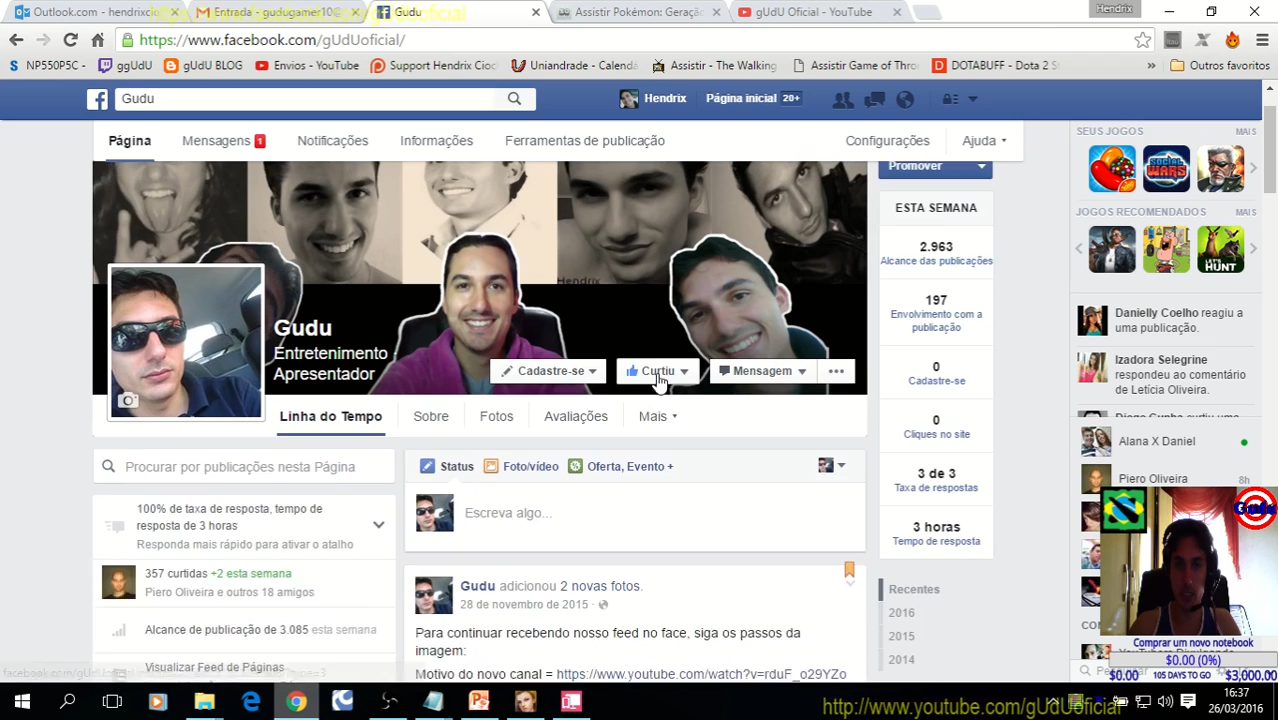 Outlook.com - hendrixcio
Entrada - gudugamer10@
Gudu
Assistir Pokémon: Geraçã
gUdU Oficial - YouTube
Hendrix
https://www.facebook.com/gUdUoficial/
NP550P5C -
ggUdU
gUdU BLOG
Envios - YouTube
Support Hendrix Cioc
Uniandrade - Calenda
Assistir - The Walking
Assistir Game of Thro
DOTABUFF - Dota 2 S
»
Outros favoritos
Gudu
Hendrix
Página inicial 20+
Página
Mensagens 1
Notificações
Informações
Ferramentas de publicação
Configurações
Ajuda
Promover
SEUS JOGOS
MAIS
SOCIAL WARS
JOGOS RECOMENDADOS
MAIS
LET'S HUNT
ESTA SEMANA
2.963
Alcance das publicações
197
Envolvimento com a
publicação
0
Cadastre-se
0
Cliques no site
3 de 3
Taxa de respostas
3 horas
Tempo de resposta
Hendrix
Gudu
Entretenimento
Apresentador
Cadastre-se
Curtiu
Mensagem
•••
Linha do Tempo
Sobre
Fotos
Avaliações
Mais
Danielly Coelho reagiu a
uma publicação.
Izadora Selegrine
respondeu ao comentário
de Letícia Oliveira.
Alana X Daniel
Piero Oliveira
8h
Procurar por publicações nesta Página
100% de taxa de resposta, tempo de
resposta de 3 horas
Responda mais rápido para ativar o atalho
357 curtidas +2 esta semana
Piero Oliveira e outros 18 amigos
Alcance de publicação de 3.085 esta semana
Visualizar Feed de Páginas
Status
Foto/vídeo
Oferta, Evento +
Escreva algo...
Gudu adicionou 2 novas fotos.
28 de novembro de 2015
Para continuar recebendo nosso feed no face, siga os passos da
imagem:
Motivo do novo canal = https://www.youtube.com/watch?v=rduF_o29YZo
Recentes
2016
2015
2014
Gudu
Comprar um novo notebook
$0.00 (0%)
$0.00
105 DAYS TO GO
$3,000.00
http://www.youtube.com/gUdUoficial
16:37
26/03/2016